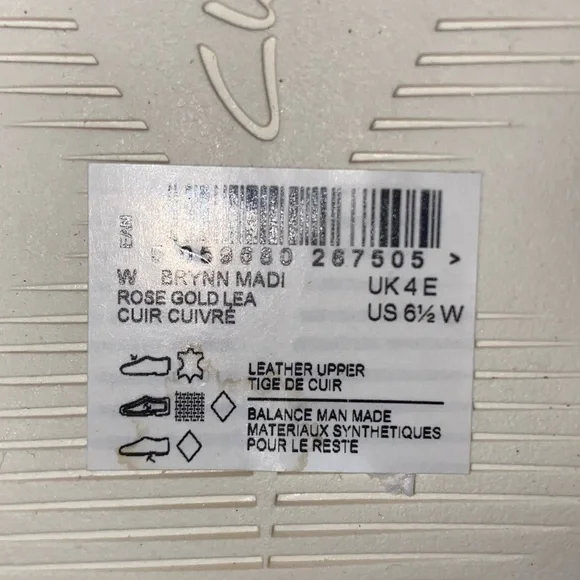 EAN
5 059680 267505 >
W BRYNN MADI
ROSE GOLD LEA
CUIR CUIVRÉ
UK 4 E
US 6½ W
LEATHER UPPER
TIGE DE CUIR
BALANCE MAN MADE
MATERIAUX SYNTHETIQUES
POUR LE RESTE